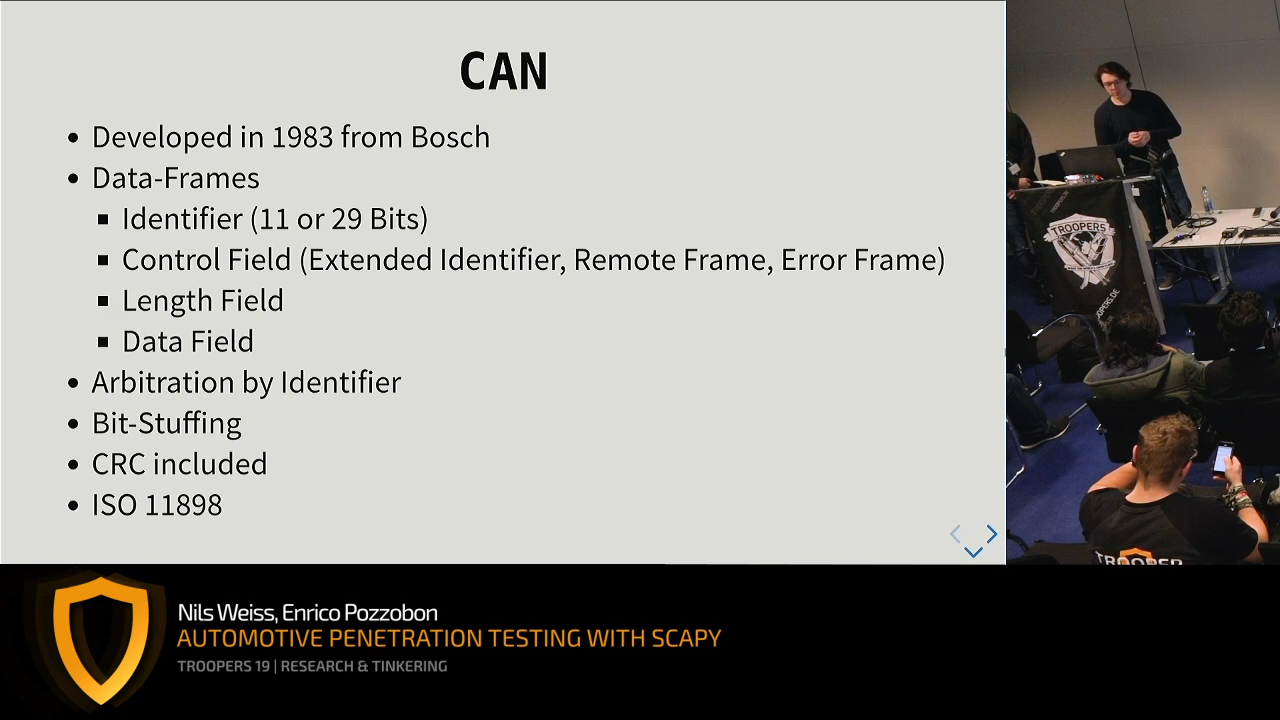 CAN
Developed in 1983 from Bosch
Data-Frames
Identifier (11 or 29 Bits)
Control Field (Extended Identifier, Remote Frame, Error Frame)
Length Field
Data Field
Arbitration by Identifier
Bit-Stuffing
CRC included
ISO 11898
TROOPERS
TROOPER
Nils Weiss, Enrico Pozzobon
AUTOMOTIVE PENETRATION TESTING WITH SCAPY
TROOPERS 19 | RESEARCH & TINKERING